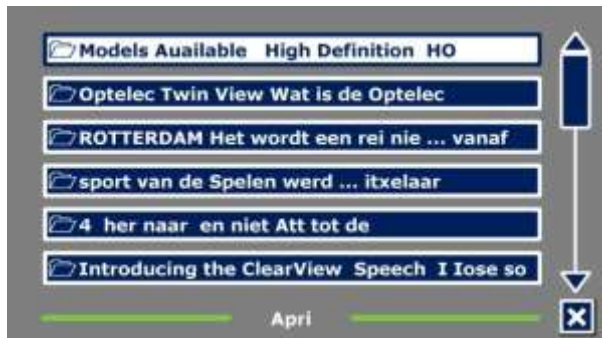 Models Auailable High Definition HO
Optelec Twin View Wat is de Optelec
ROTTERDAM Het wordt een rei nie ... vanaf
sport van de Spelen werd ... itxelaar
4 her naar en niet Att tot de
Introducing the ClearView Speech I Iose so
Apri